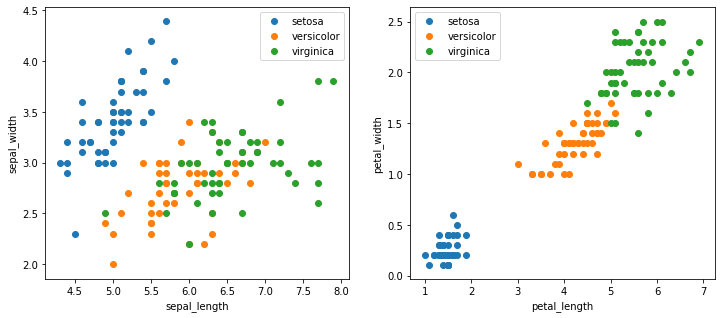 4.5
4.0
3.5
3.0
2.5
2.0
sepal_width
setosa
versicolor
virginica
4.5 5.0 5.5 6.0 6.5 7.0 7.5 8.0
sepal_length
2.5
2.0
1.5
1.0
0.5
0.0
petal_width
setosa
versicolor
virginica
1 2 3 4 5 6 7
petal_length